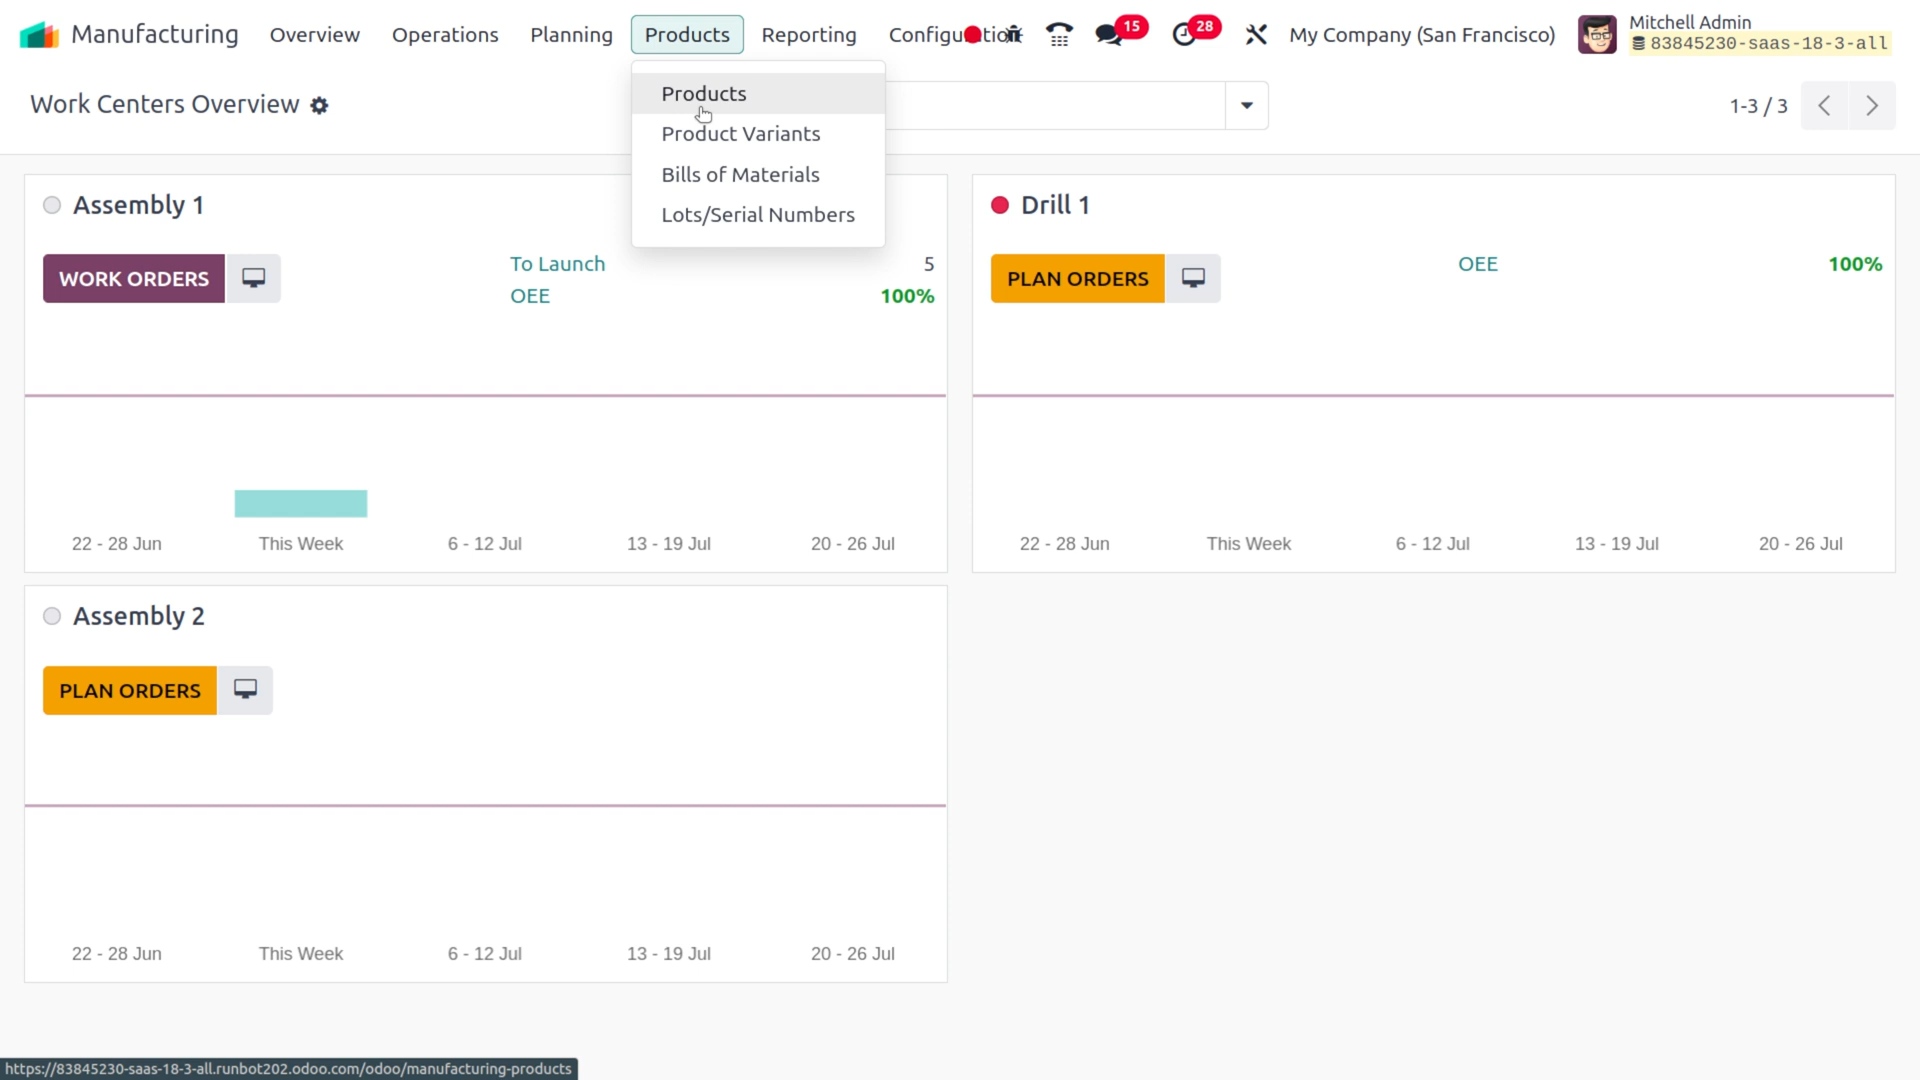 Manufacturing Overview Operations Planning Products Reporting 15 28 My Company (San Francisco) Mitchell Admin
83845230-saas-18-3-all
Work Centers Overview
1-3 / 3
Products
Product Variants
Bills of Materials
Lots/Serial Numbers
Assembly 1
WORK ORDERS
To Launch 5
OEE 100%
22 - 28 Jun This Week 6 - 12 Jul 13 - 19 Jul 20 - 26 Jul
Drill 1
PLAN ORDERS
OEE 100%
22 - 28 Jun This Week 6 - 12 Jul 13 - 19 Jul 20 - 26 Jul
Assembly 2
PLAN ORDERS
22 - 28 Jun This Week 6 - 12 Jul 13 - 19 Jul 20 - 26 Jul
https://83845230-saas-18-3-all.runbot202.odoo.com/odoo/manufacturing-products